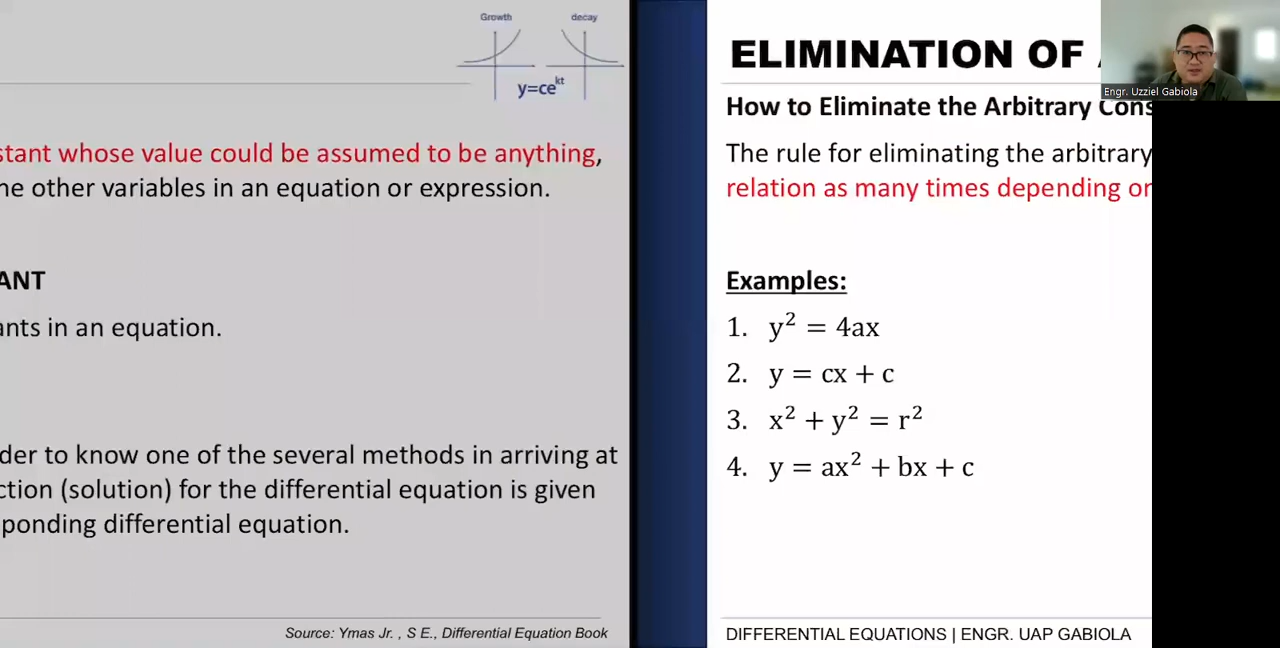 Growth
decay
y=ce^kt
stant whose value could be assumed to be anything,
he other variables in an equation or expression.
ANT
ants in an equation.
der to know one of the several methods in arriving at
ction (solution) for the differential equation is given
ponding differential equation.
Source: Ymas Jr. , S E., Differential Equation Book
ELIMINATION OF
Engr. Uzziel Gabiola
How to Eliminate the Arbitrary Cons
The rule for eliminating the arbitrary
relation as many times depending or
Examples:
1. y² = 4ax
2. y = cx + c
3. x² + y² = r²
4. y = ax² + bx + c
DIFFERENTIAL EQUATIONS | ENGR. UAP GABIOLA